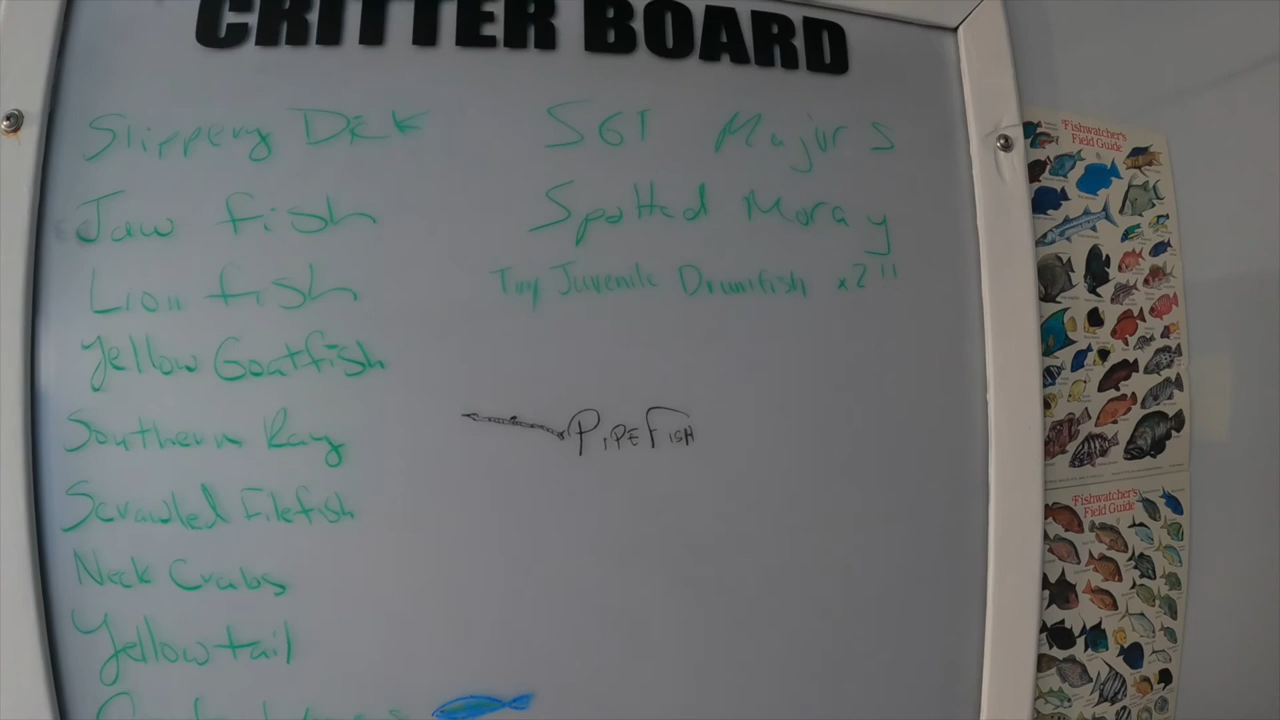 CRITTER BOARD
Slippery Dick
Jaw fish
Lion fish
Yellow Goatfish
Southern Ray
Scrawled Filefish
Neck Crabs
Yellowtail
SGT Majors
Spotted Moray
Tiny Juvenile Drumfish x2"
PIPEFISH
Fishwatcher's
Field Guide
Fishwatcher's
Field Guide